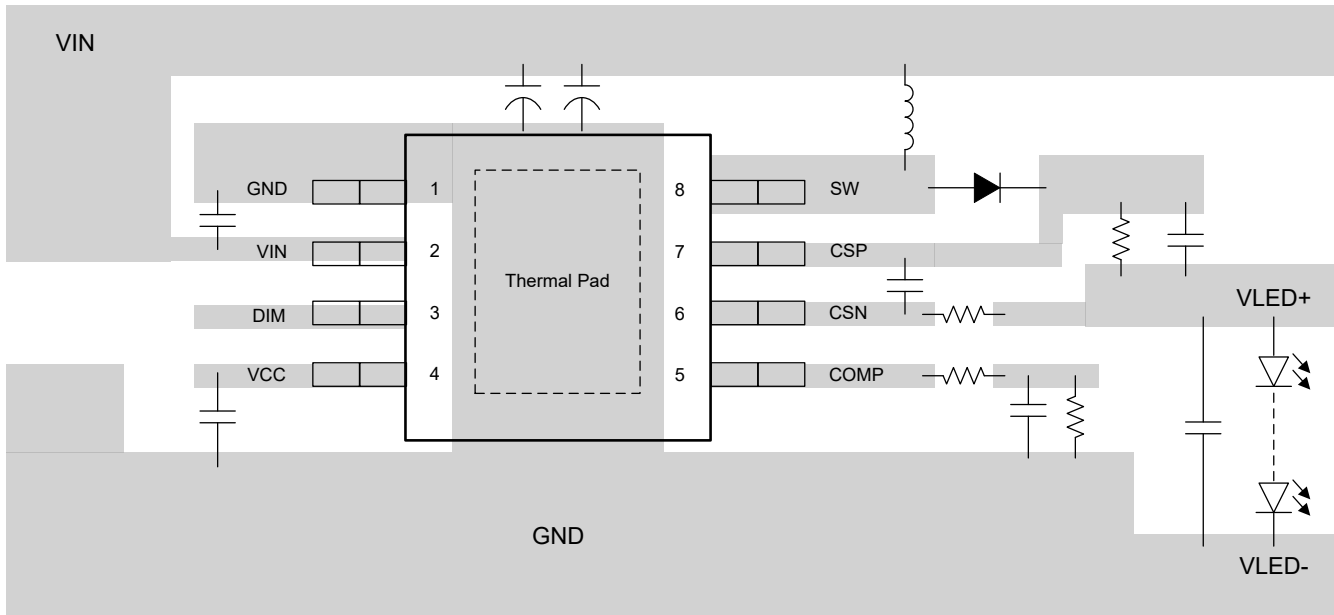 VIN
GND 1 8 SW
VIN 2 7 CSP
Thermal Pad
DIM 3 6 CSN
VLED+
VCC 4 5 COMP
GND
VLED-